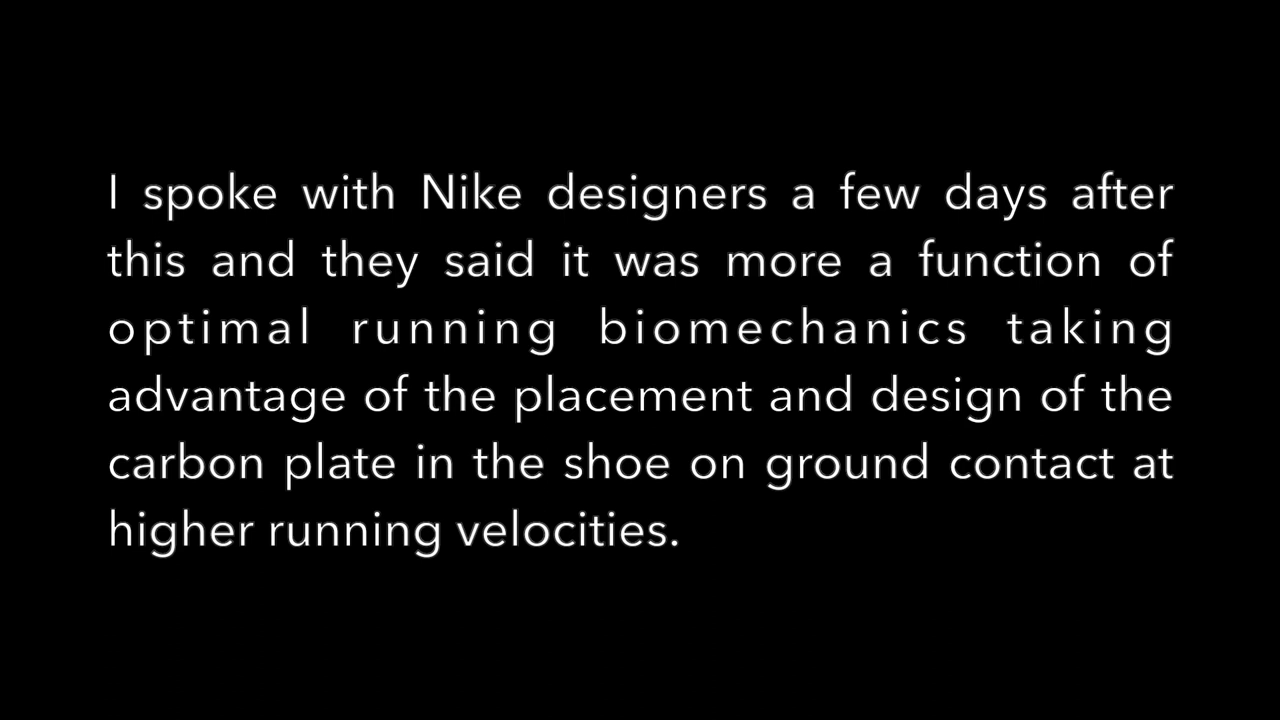 I spoke with Nike designers a few days after
this and they said it was more a function of
optimal running biomechanics taking
advantage of the placement and design of the
carbon plate in the shoe on ground contact at
higher running velocities.